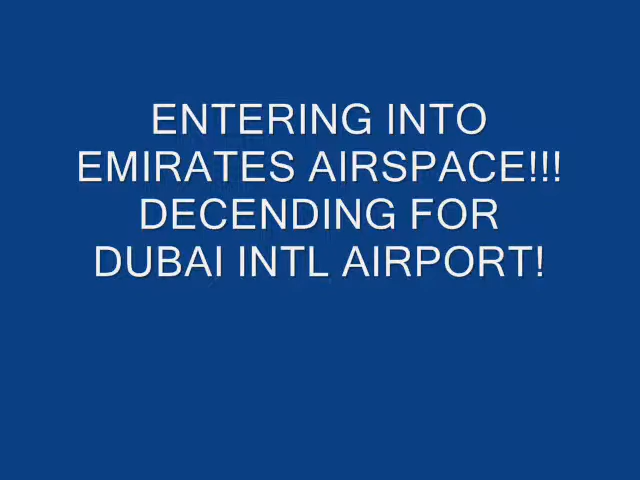 ENTERING INTO
EMIRATES AIRSPACE!!!
DECENDING FOR
DUBAI INTL AIRPORT!